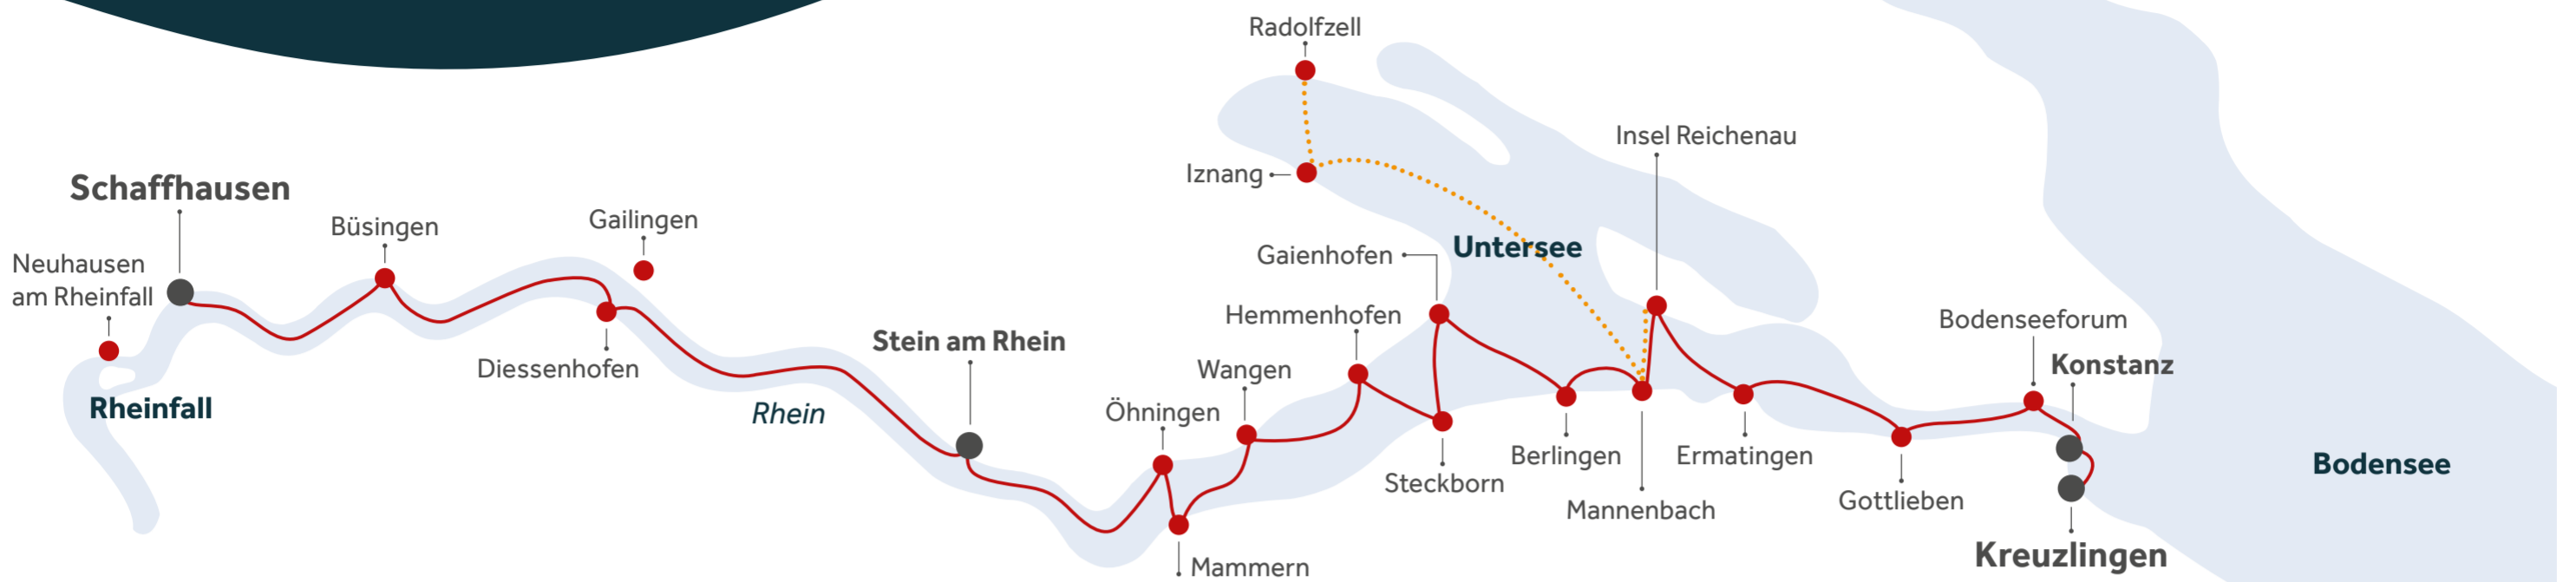 Radolfzell
Iznang
Insel Reichenau
Schaffhausen
Neuhausen
am Rheinfall
Büsingen
Gailingen
Rheinfall
Diessenhofen
Rhein
Stein am Rhein
Öhningen
Mammern
Wangen
Hemmenhofen
Gaienhofen
Untersee
Steckborn
Berlingen
Mannenbach
Ermatingen
Gottlieben
Bodenseeforum
Konstanz
Kreuzlingen
Bodensee